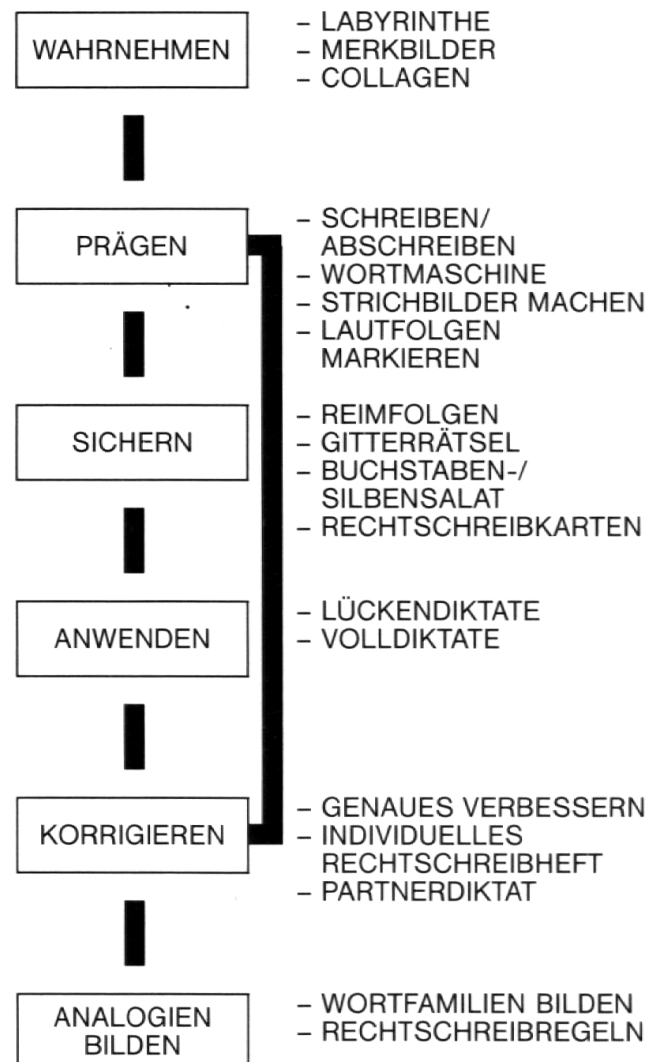 WAHRNEHMEN
– LABYRINTHE
– MERKBILDER
– COLLAGEN
PRÄGEN
– SCHREIBEN/
ABSCHREIBEN
– WORTMASCHINE
– STRICHBILDER MACHEN
– LAUTFOLGEN
MARKIEREN
SICHERN
– REIMFOLGEN
– GITTERRÄTSEL
– BUCHSTABEN-/
SILBENSALAT
– RECHTSCHREIBKARTEN
ANWENDEN
– LÜCKENDIKTATE
– VOLLDIKTATE
KORRIGIEREN
– GENAUES VERBESSERN
– INDIVIDUELLES
RECHTSCHREIBHEFT
– PARTNERDIKTAT
ANALOGIEN
BILDEN
– WORTFAMILIEN BILDEN
– RECHTSCHREIBREGELN